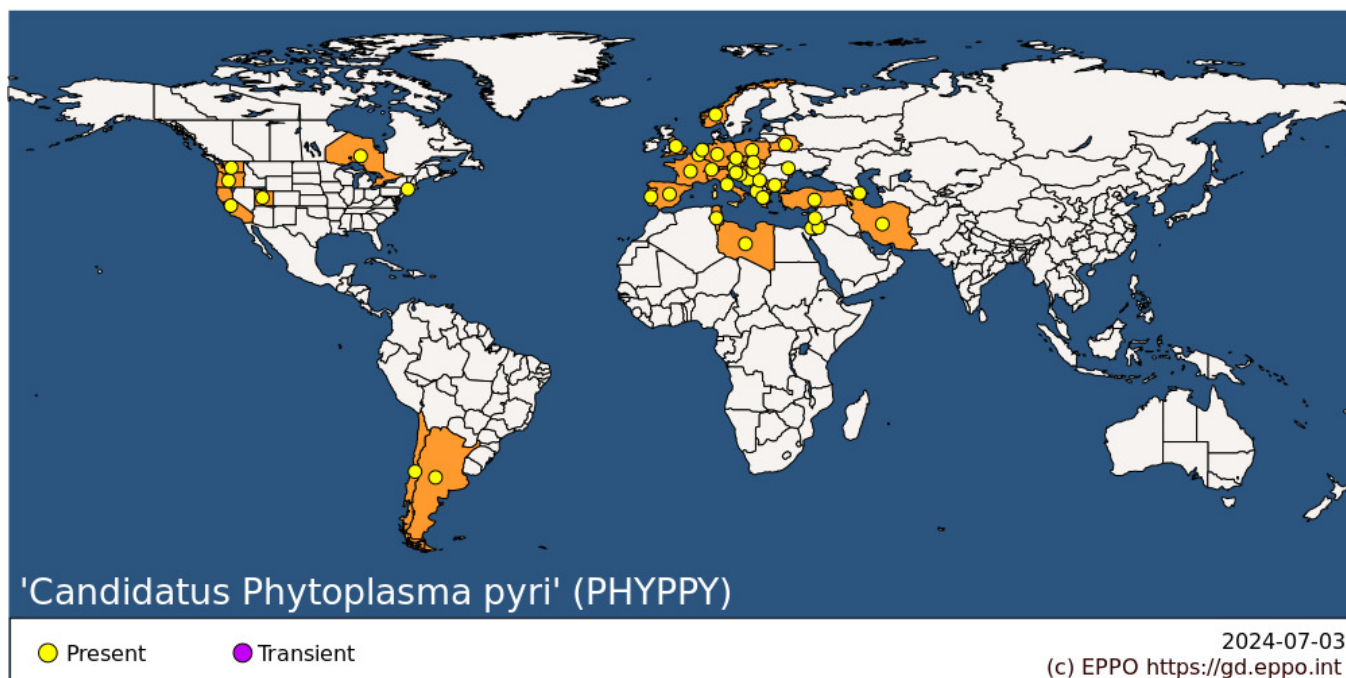 'Candidatus Phytoplasma pyri' (PHYPPY)
Present
Transient
2024-07-03
(c) EPPO https://gd.eppo.int